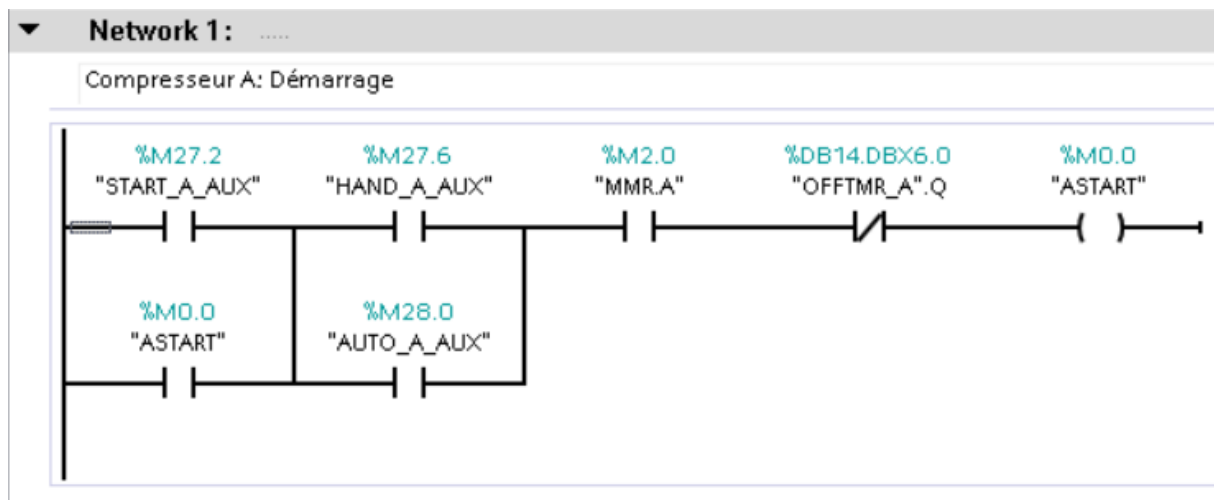 Network 1: .....
Compresseur A: Démarrage
%M27.2 %M27.6 %M2.0 %DB14.DBX6.0 %M0.0
"START_A_AUX" "HAND_A_AUX" "MMR.A" "OFFTMR_A".Q "ASTART"
%M0.0 %M28.0
"ASTART" "AUTO_A_AUX"